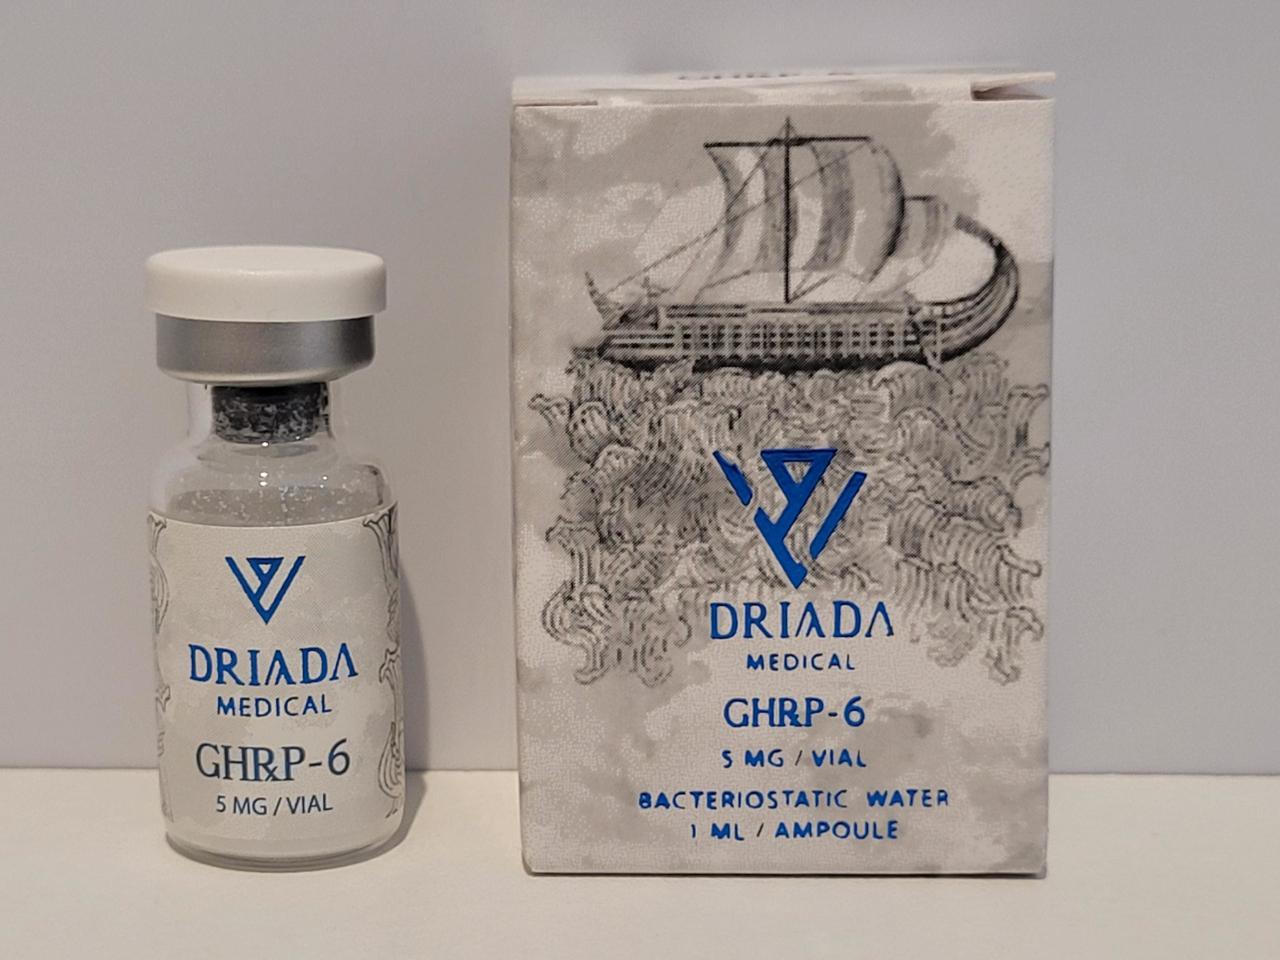 DRIADA
MEDICAL
GHRP-6
5 MG / VIAL
DRIADA
MEDICAL
GHRP-6
5 MG / VIAL
BACTERIOSTATIC WATER
1 ML / AMPOULE